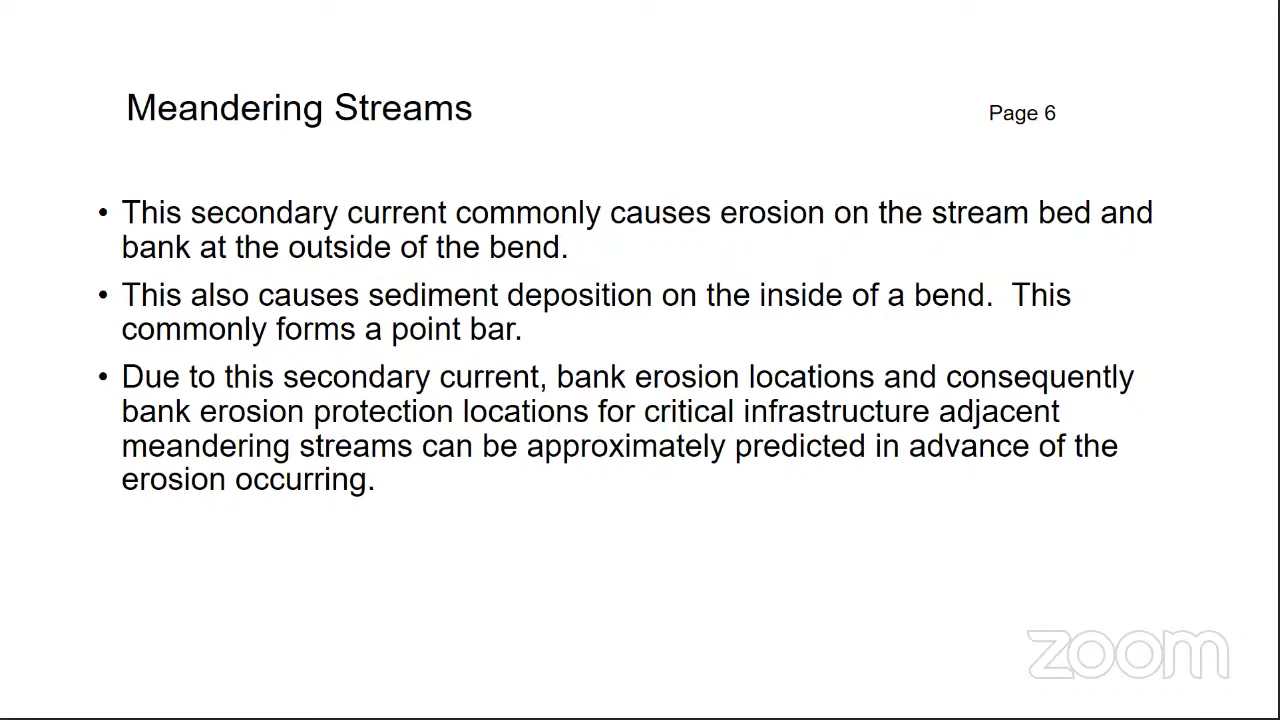 Meandering Streams
Page 6
• This secondary current commonly causes erosion on the stream bed and
bank at the outside of the bend.
• This also causes sediment deposition on the inside of a bend.  This
commonly forms a point bar.
• Due to this secondary current, bank erosion locations and consequently
bank erosion protection locations for critical infrastructure adjacent
meandering streams can be approximately predicted in advance of the
erosion occurring.
zoom